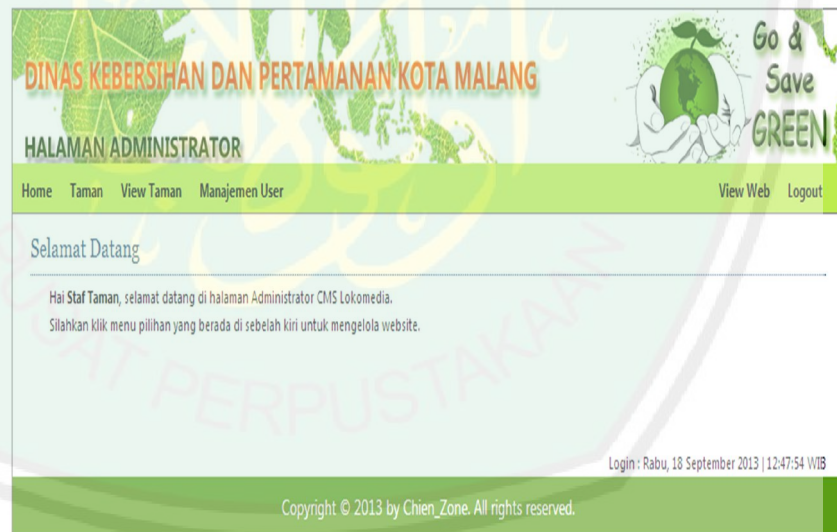 DINAS KEBERSIHAN DAN PERTAMANAN KOTA MALANG
HALAMAN ADMINISTRATOR
Go &
Save
GREEN
Home Taman View Taman Manajemen User View Web Logout
Selamat Datang
Hai Staf Taman, selamat datang di halaman Administrator CMS Lokomedia.
Silahkan klik menu pilihan yang berada di sebelah kiri untuk mengelola website.
PUSAT PERPUSTAKAAN
Login : Rabu, 18 September 2013 | 12:47:54 WIB
Copyright © 2013 by Chien_Zone. All rights reserved.